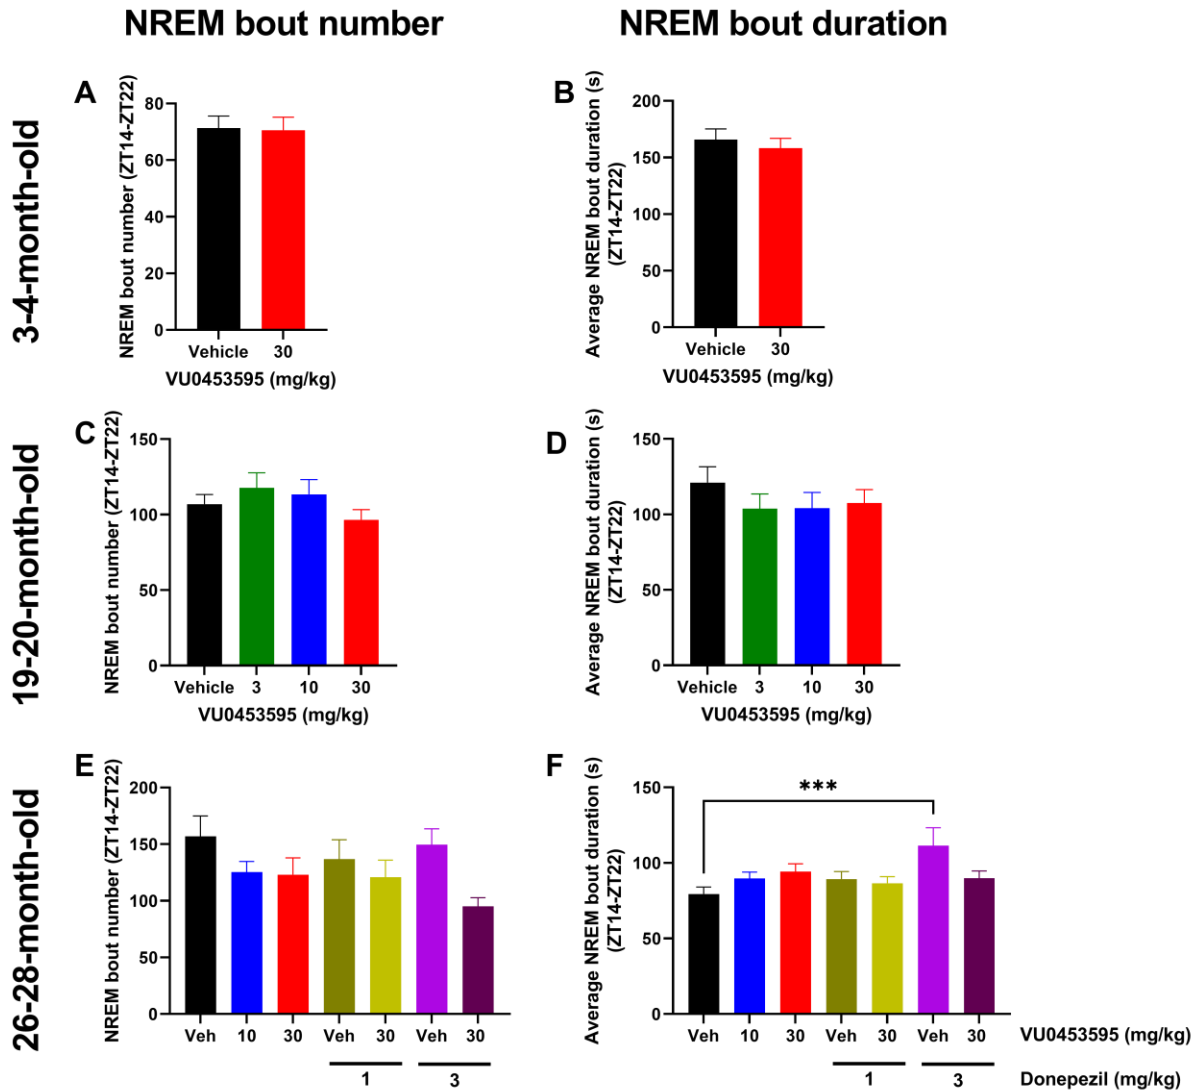 NREM bout number
NREM bout duration
3-4-month-old
A
NREM bout number (ZT14-ZT22)
80
60
40
20
0
Vehicle 30
VU0453595 (mg/kg)
B
Average NREM bout duration (s)
(ZT14-ZT22)
200
150
100
50
0
Vehicle 30
VU0453595 (mg/kg)
19-20-month-old
C
NREM bout number (ZT14-ZT22)
150
100
50
0
Vehicle 3 10 30
VU0453595 (mg/kg)
D
Average NREM bout duration (s)
(ZT14-ZT22)
150
100
50
0
Vehicle 3 10 30
VU0453595 (mg/kg)
26-28-month-old
E
NREM bout number (ZT14-ZT22)
200
150
100
50
0
Veh 10 30 Veh 30 Veh 30
1 3
F
Average NREM bout duration (s)
(ZT14-ZT22)
150
100
50
0
***
Veh 10 30 Veh 30 Veh 30 VU0453595 (mg/kg)
1 3 Donepezil (mg/kg)